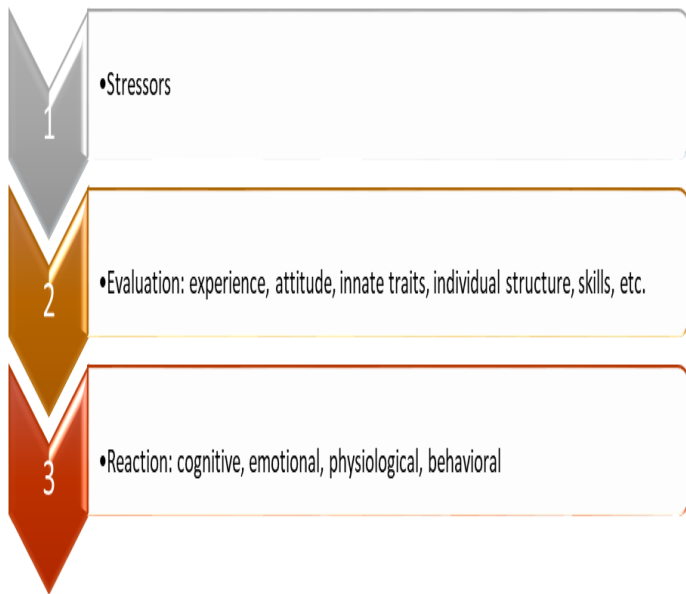 1
•Stressors
2
•Evaluation: experience, attitude, innate traits, individual structure, skills, etc.
3
•Reaction: cognitive, emotional, physiological, behavioral